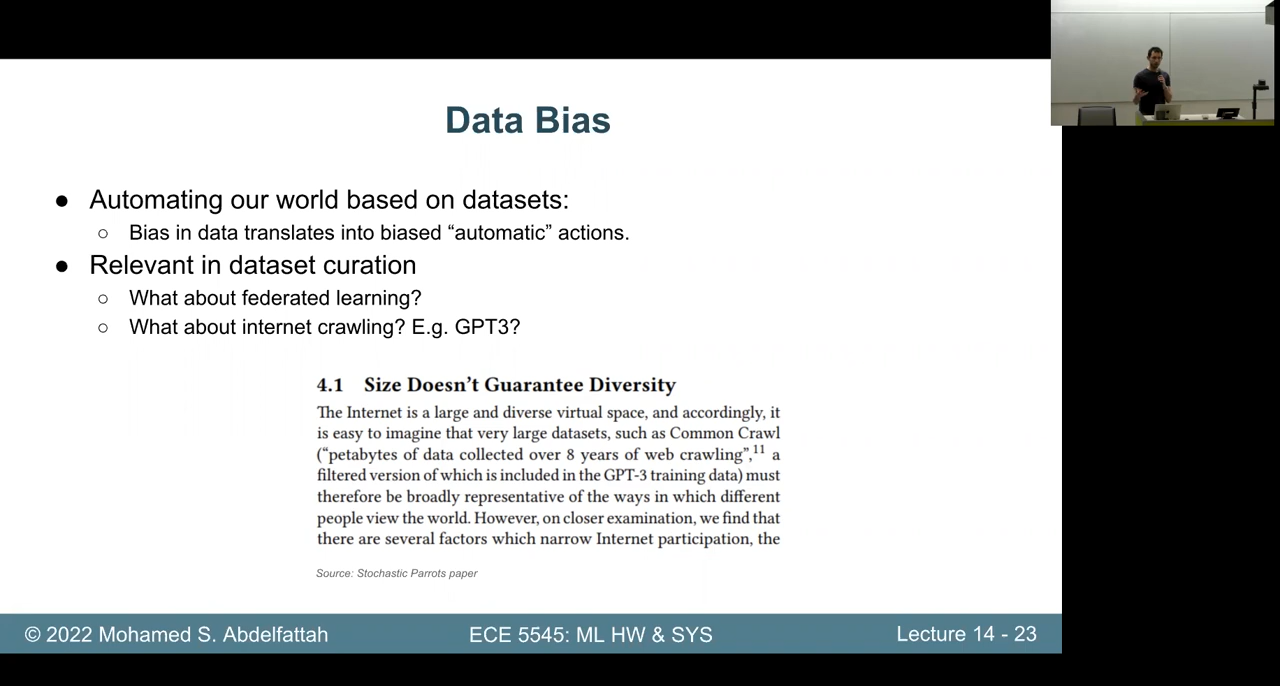 Data Bias
● Automating our world based on datasets:
○ Bias in data translates into biased “automatic” actions.
● Relevant in dataset curation
○ What about federated learning?
○ What about internet crawling? E.g. GPT3?
4.1 Size Doesn’t Guarantee Diversity
The Internet is a large and diverse virtual space, and accordingly, it
is easy to imagine that very large datasets, such as Common Crawl
(“petabytes of data collected over 8 years of web crawling”,¹¹ a
filtered version of which is included in the GPT-3 training data) must
therefore be broadly representative of the ways in which different
people view the world. However, on closer examination, we find that
there are several factors which narrow Internet participation, the
Source: Stochastic Parrots paper
© 2022 Mohamed S. Abdelfattah
ECE 5545: ML HW & SYS
Lecture 14 - 23